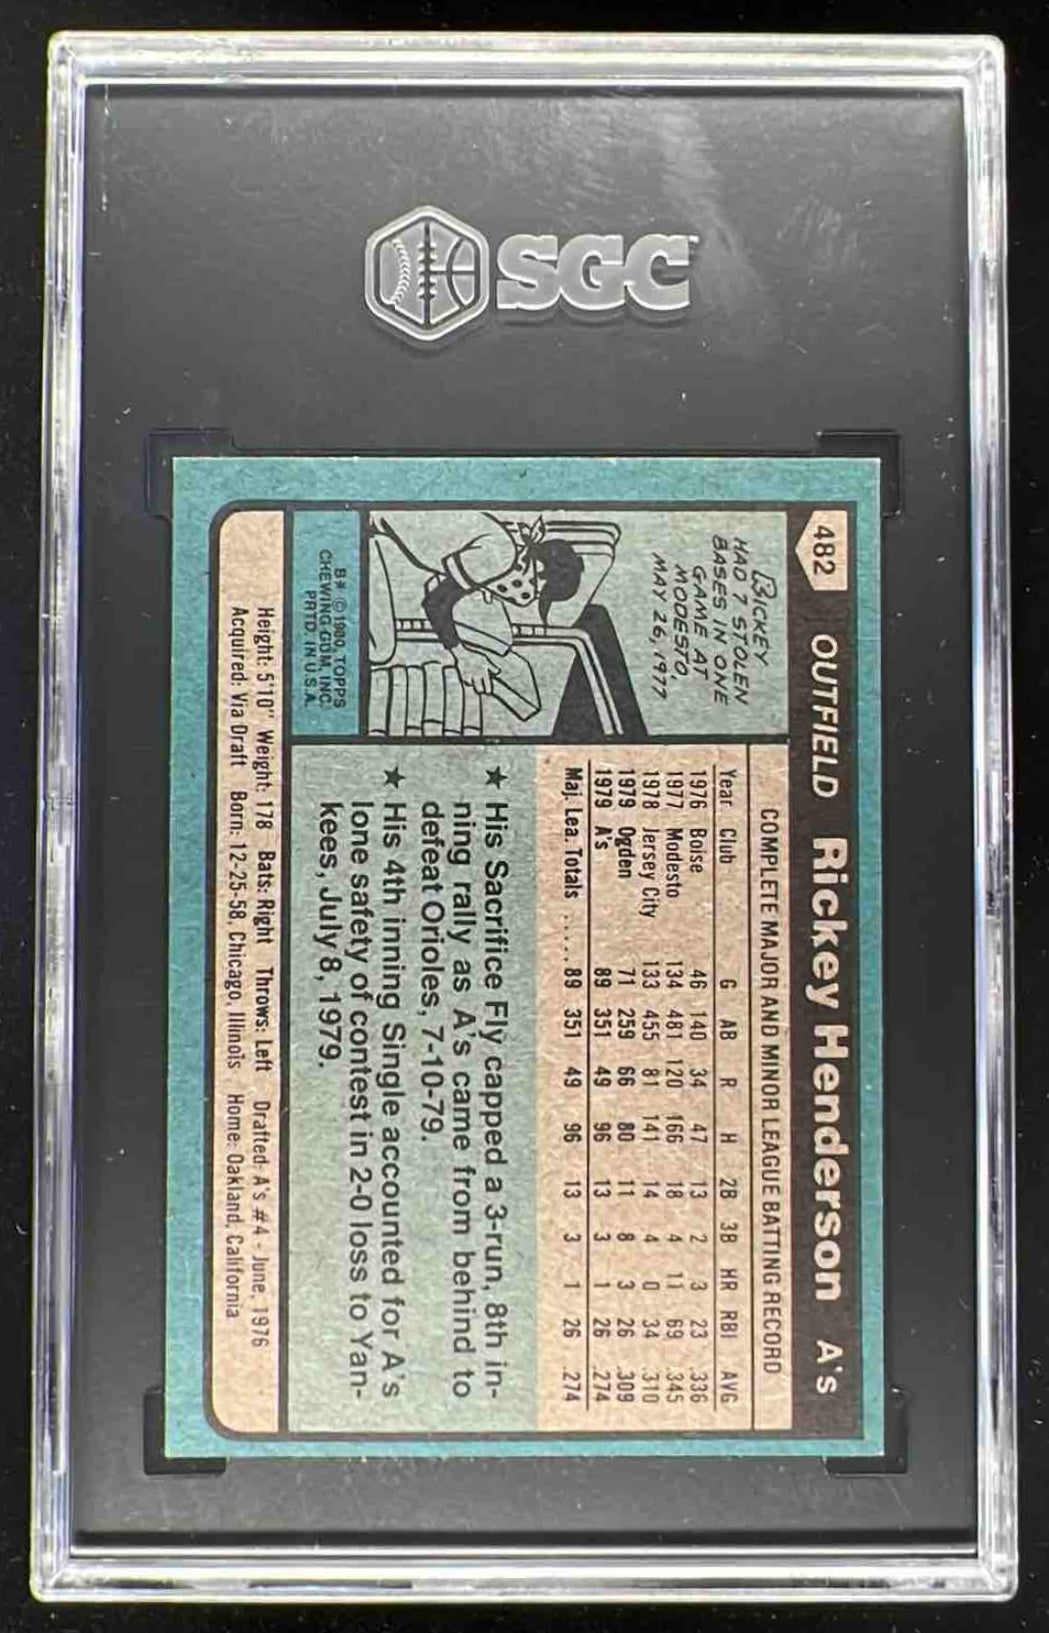 SGC
482 OUTFIELD Rickey Henderson A's
RICKEY
HAD 7 STOLEN
BASES IN ONE
GAME AT
MODESTO,
MAY 26, 1977
B* © 1980, TOPPS
CHEWING GUM, INC.
PRTD. IN U.S.A.
COMPLETE MAJOR AND MINOR LEAGUE BATTING RECORD
Year Club G AB R H 2B 3B HR RBI AVG
1976 Boise 46 140 34 47 13 2 3 23 .336
1977 Modesto 134 481 120 166 18 4 11 69 .345
1978 Jersey City 133 455 81 141 14 4 0 34 .310
1979 Ogden 71 259 66 80 11 8 3 26 .309
1979 A's 89 351 49 96 13 3 1 26 .274
Maj. Lea. Totals ..... 89 351 49 96 13 3 1 26 .274
★ His Sacrifice Fly capped a 3-run, 8th in-
ning rally as A's came from behind to
defeat Orioles, 7-10-79.
★ His 4th inning Single accounted for A's
lone safety of contest in 2-0 loss to Yan-
kees, July 8, 1979.
Height: 5'10" Weight: 178 Bats: Right Throws: Left Drafted: A's #4 - June, 1976
Acquired: Via Draft Born: 12-25-58, Chicago, Illinois Home: Oakland, California